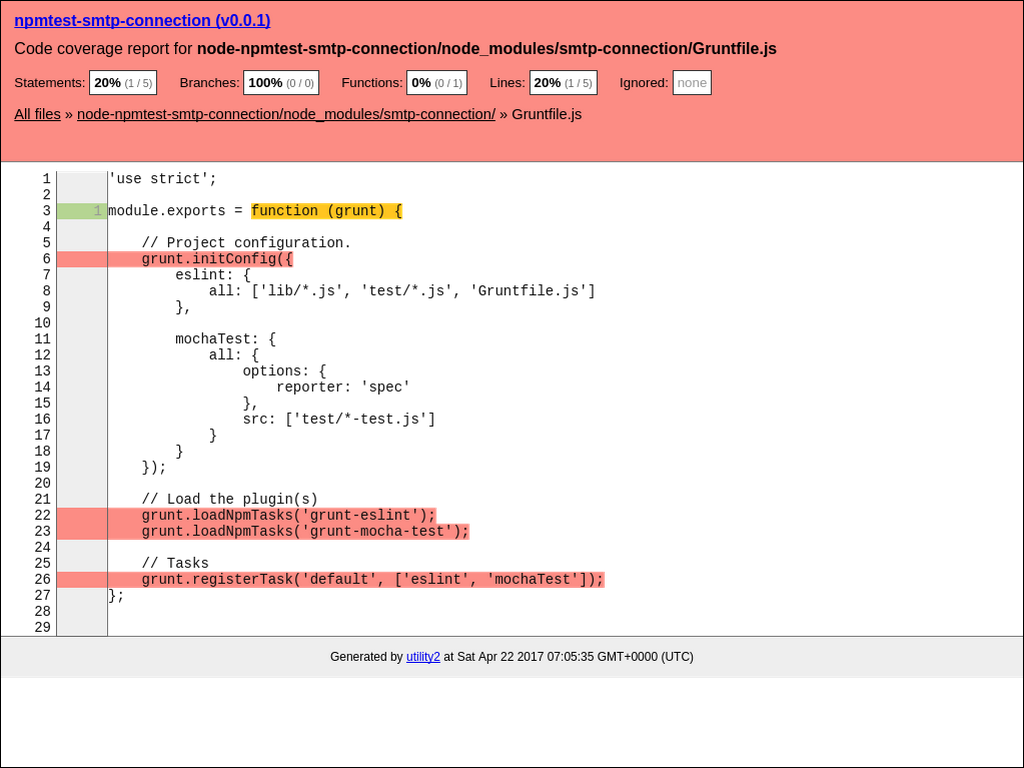 npmtest-smtp-connection (v0.0.1)
Code coverage report for node-npmtest-smtp-connection/node_modules/smtp-connection/Gruntfile.js
Statements: 20% (1 / 5) Branches: 100% (0 / 0) Functions: 0% (0 / 1) Lines: 20% (1 / 5) Ignored: none
All files » node-npmtest-smtp-connection/node_modules/smtp-connection/ » Gruntfile.js
1 'use strict';
2
3 1 module.exports = function (grunt) {
4
5     // Project configuration.
6     grunt.initConfig({
7         eslint: {
8             all: ['lib/*.js', 'test/*.js', 'Gruntfile.js']
9         },
10
11         mochaTest: {
12             all: {
13                 options: {
14                     reporter: 'spec'
15                 },
16                 src: ['test/*-test.js']
17             }
18         }
19     });
20
21     // Load the plugin(s)
22     grunt.loadNpmTasks('grunt-eslint');
23     grunt.loadNpmTasks('grunt-mocha-test');
24
25     // Tasks
26     grunt.registerTask('default', ['eslint', 'mochaTest']);
27 };
28
29
Generated by utility2 at Sat Apr 22 2017 07:05:35 GMT+0000 (UTC)